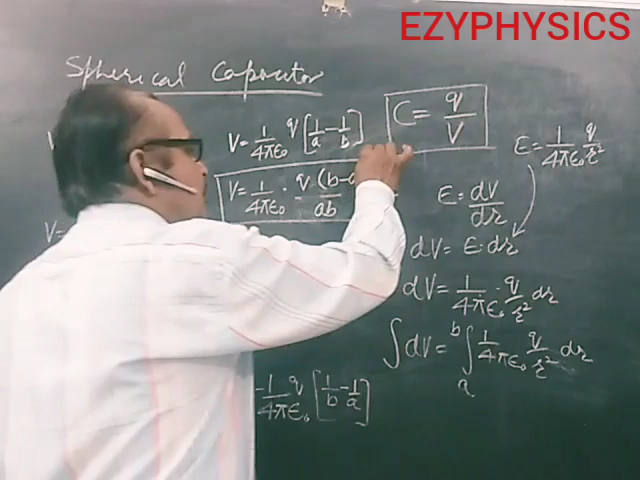 EZYPHYSICS
Spherical Capacitor
V = 1/4πε₀ q [1/a - 1/b]
V = 1/4πε₀ · q (b-a
ab
C = q/V
E = 1/4πε₀ q/r²
E = dV/dr
dV = E·dr
dV = 1/4πε₀ · q/r² dr
∫dV = ∫ₐᵇ 1/4πε₀ q/r² dr
V =
-1/4πε₀ q [1/b - 1/a]